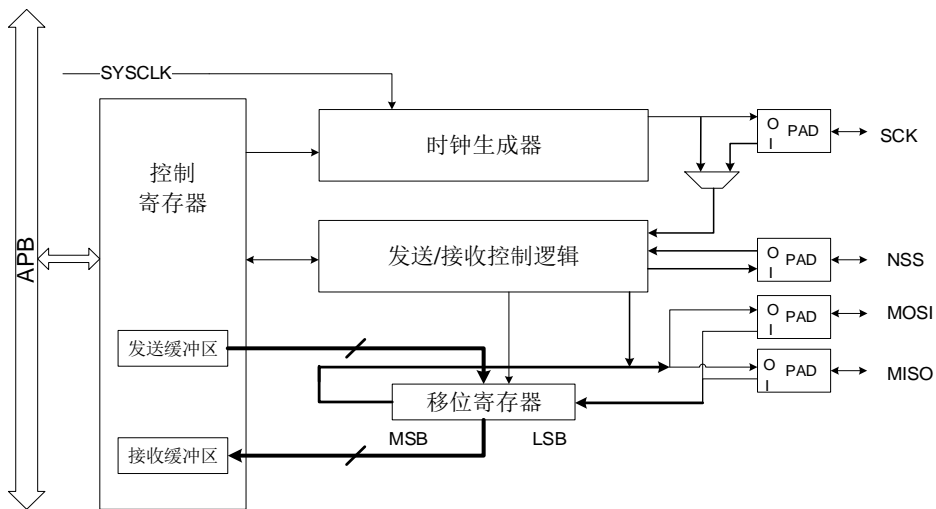 SYSCLK
时钟生成器
O
I
PAD
SCK
控制
寄存器
APB
发送/接收控制逻辑
O
I
PAD
NSS
O
I
PAD
MOSI
发送缓冲区
O
I
PAD
MISO
移位寄存器
MSB
LSB
接收缓冲区